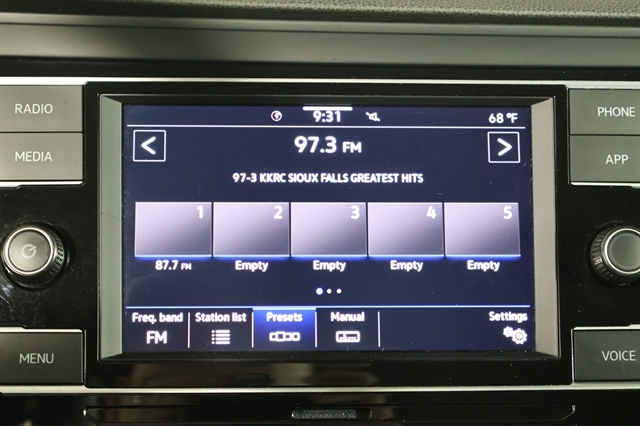 RADIO
MEDIA
MENU
9:31
68 °F
97.3 FM
97-3 KKRC SIOUX FALLS GREATEST HITS
1 2 3 4 5
87.7 FM Empty Empty Empty Empty
Freq. band Station list Presets Manual Settings
FM
PHONE
APP
VOICE